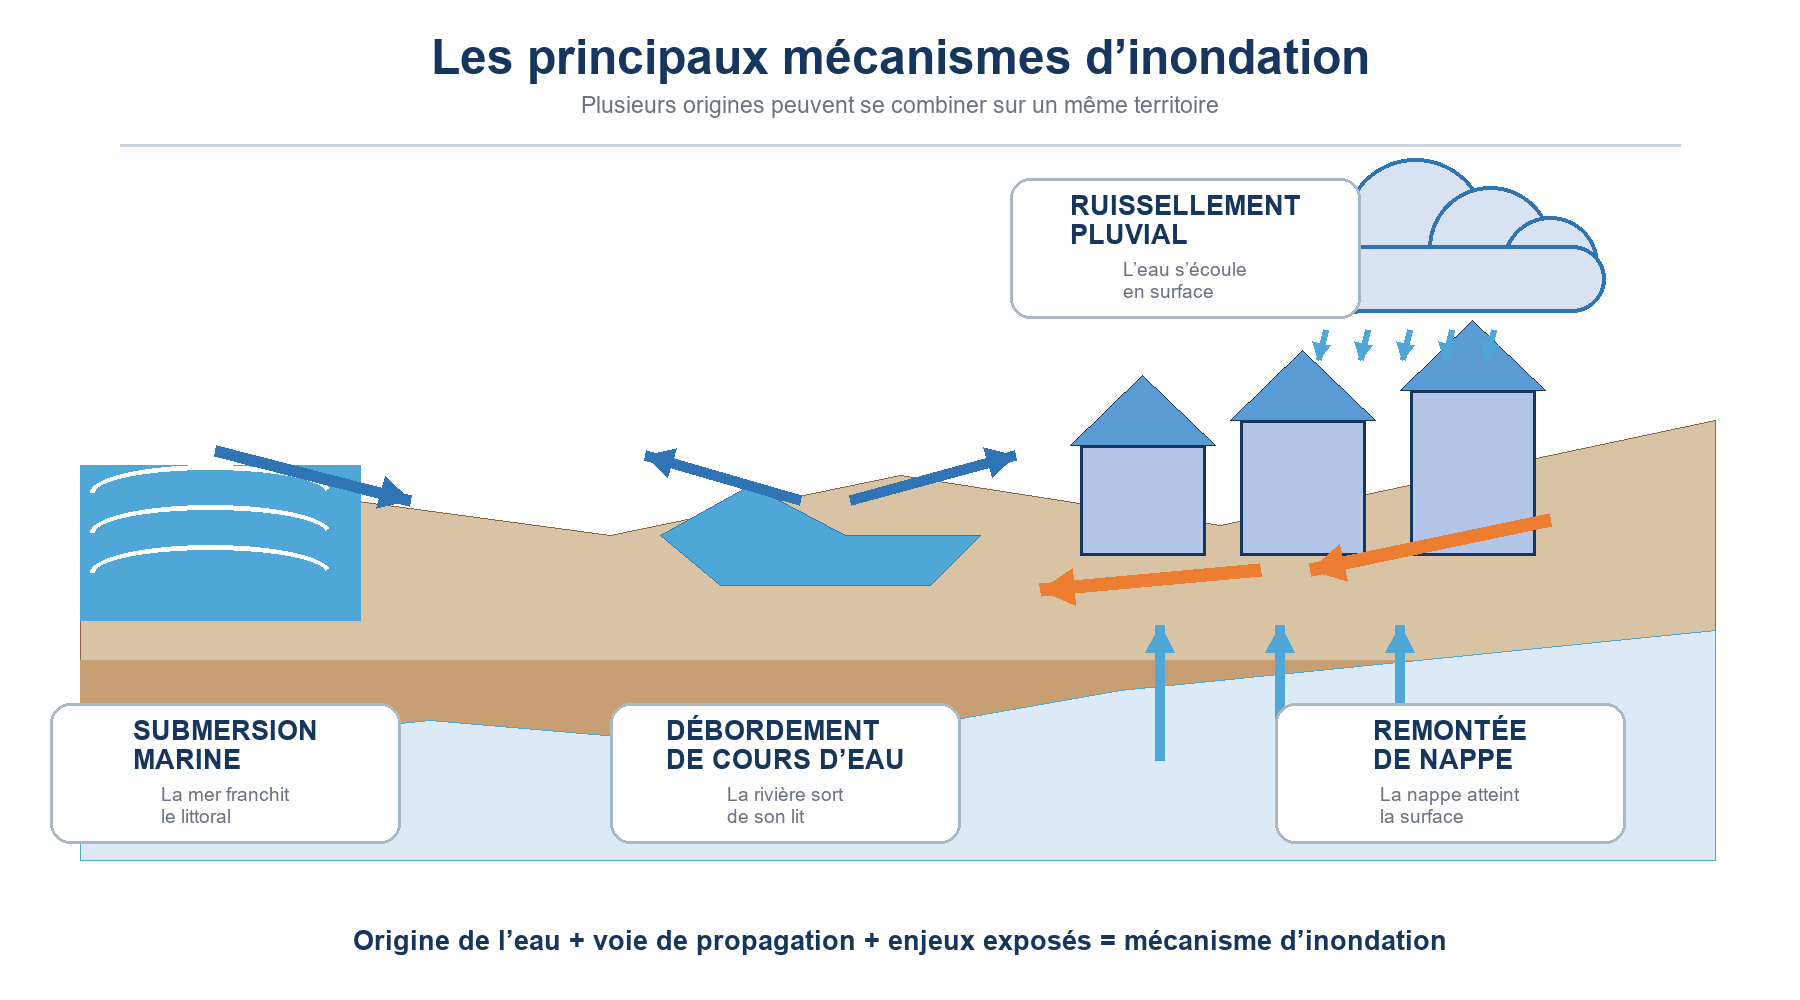 Les principaux mécanismes d’inondation
Plusieurs origines peuvent se combiner sur un même territoire
RUISSELLEMENT
PLUVIAL
L’eau s’écoule
en surface
SUBMERSION
MARINE
La mer franchit
le littoral
DÉBORDEMENT
DE COURS D’EAU
La rivière sort
de son lit
REMONTÉE
DE NAPPE
La nappe atteint
la surface
Origine de l’eau + voie de propagation + enjeux exposés = mécanisme d’inondation